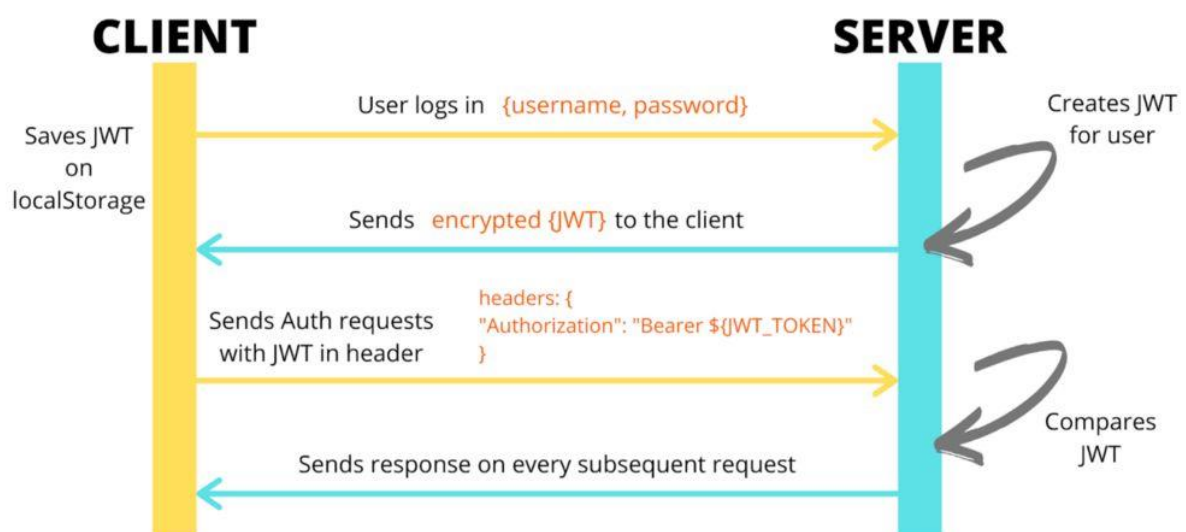 CLIENT
SERVER
User logs in {username, password}
Creates JWT
for user
Saves JWT
on
localStorage
Sends encrypted {JWT} to the client
headers: {
"Authorization": "Bearer ${JWT_TOKEN}"
}
Sends Auth requests
with JWT in header
Compares
JWT
Sends response on every subsequent request